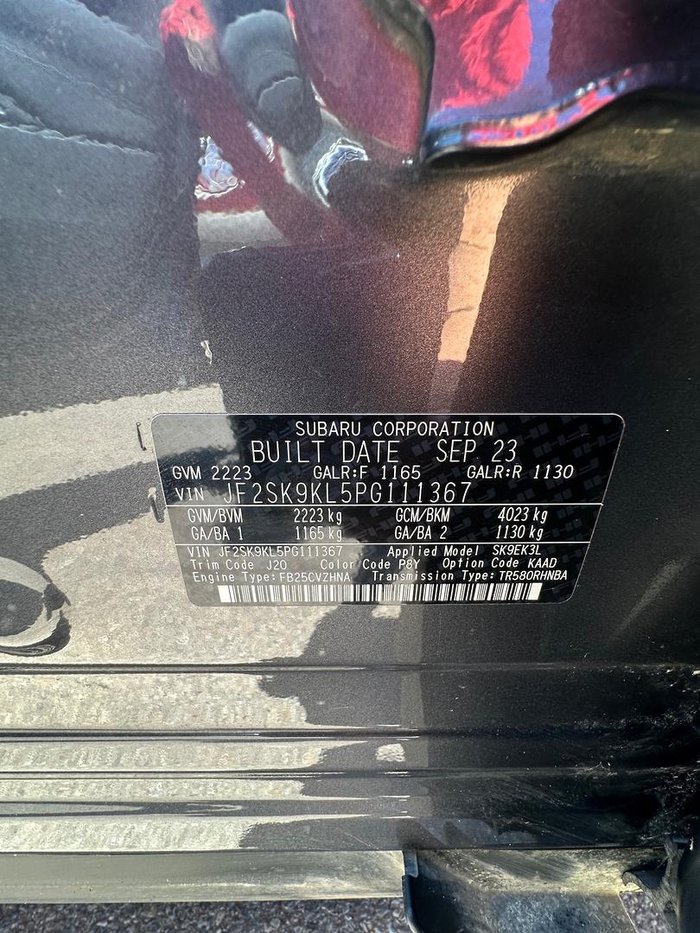 SUBARU CORPORATION
BUILT DATE SEP 23
GVM 2223 GALR:F 1165 GALR:R 1130
VIN JF2SK9KL5PG111367
GVM/BVM 2223 kg GCM/BKM 4023 kg
GA/BA 1 1165 kg GA/BA 2 1130 kg
VIN JF2SK9KL5PG111367 Applied Model SK9EK3L
Trim Code J20 Color Code P8Y Option Code KAAD
Engine Type: FB25CVZHNA Transmission Type: TR580RHNBA